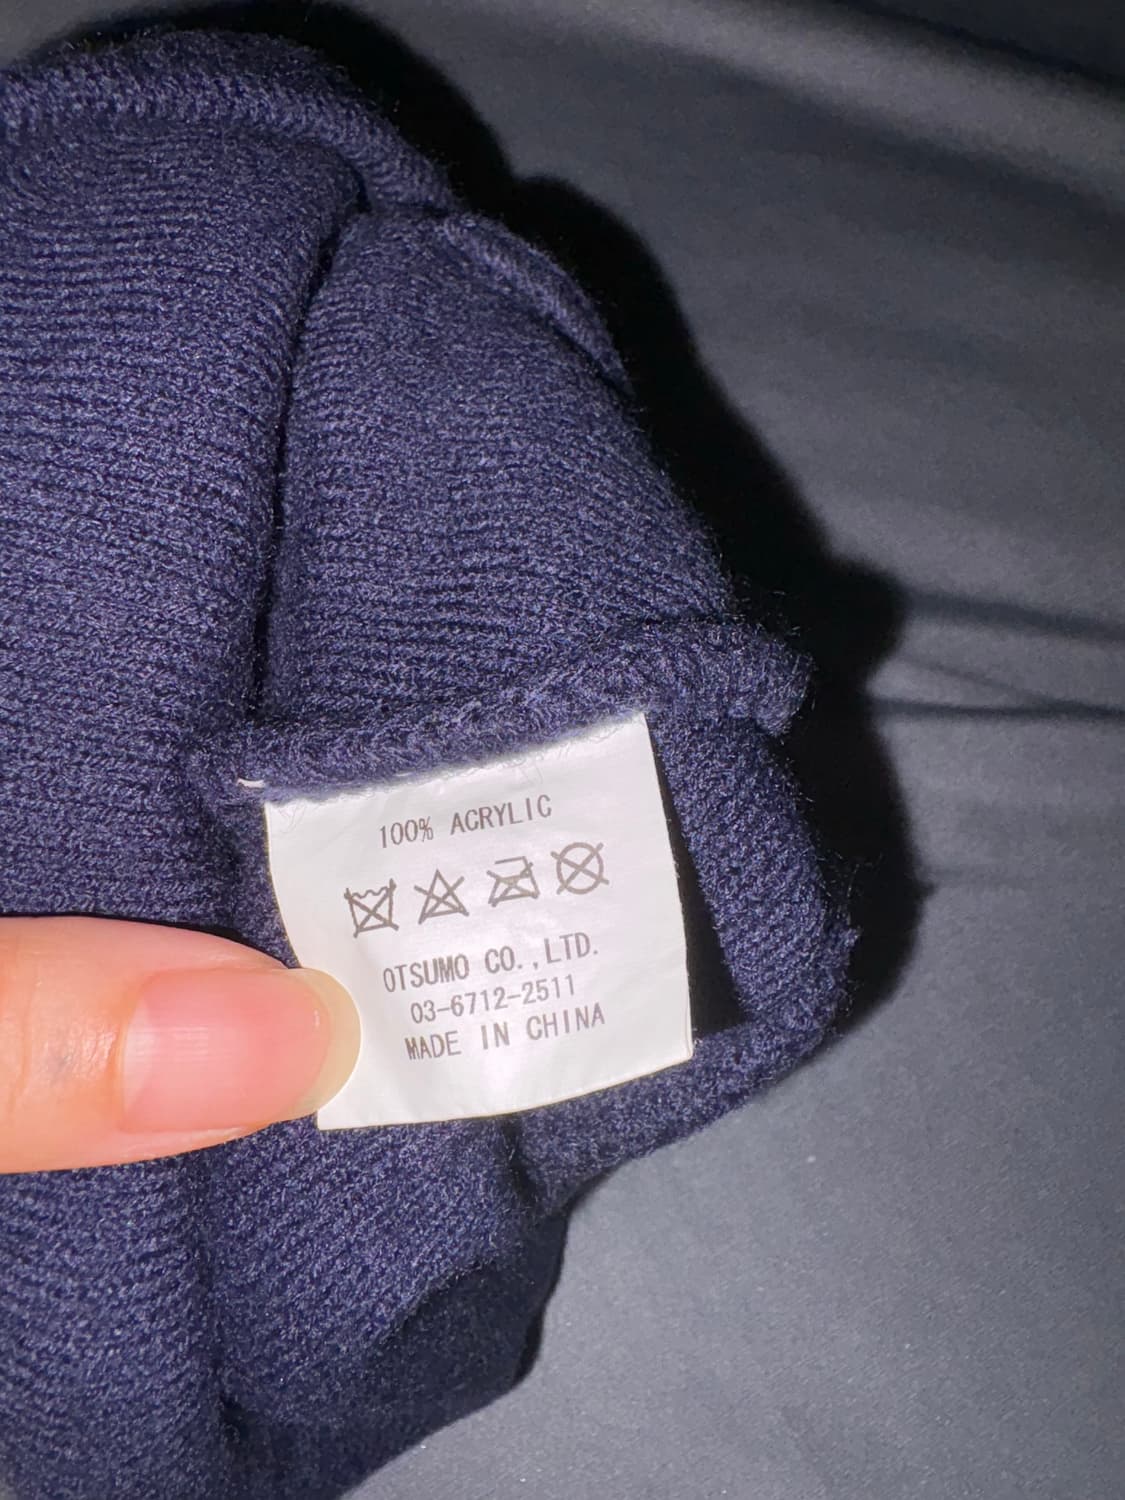 100% ACRYLIC
OTSUMO CO.,LTD.
03-6712-2511
MADE IN CHINA